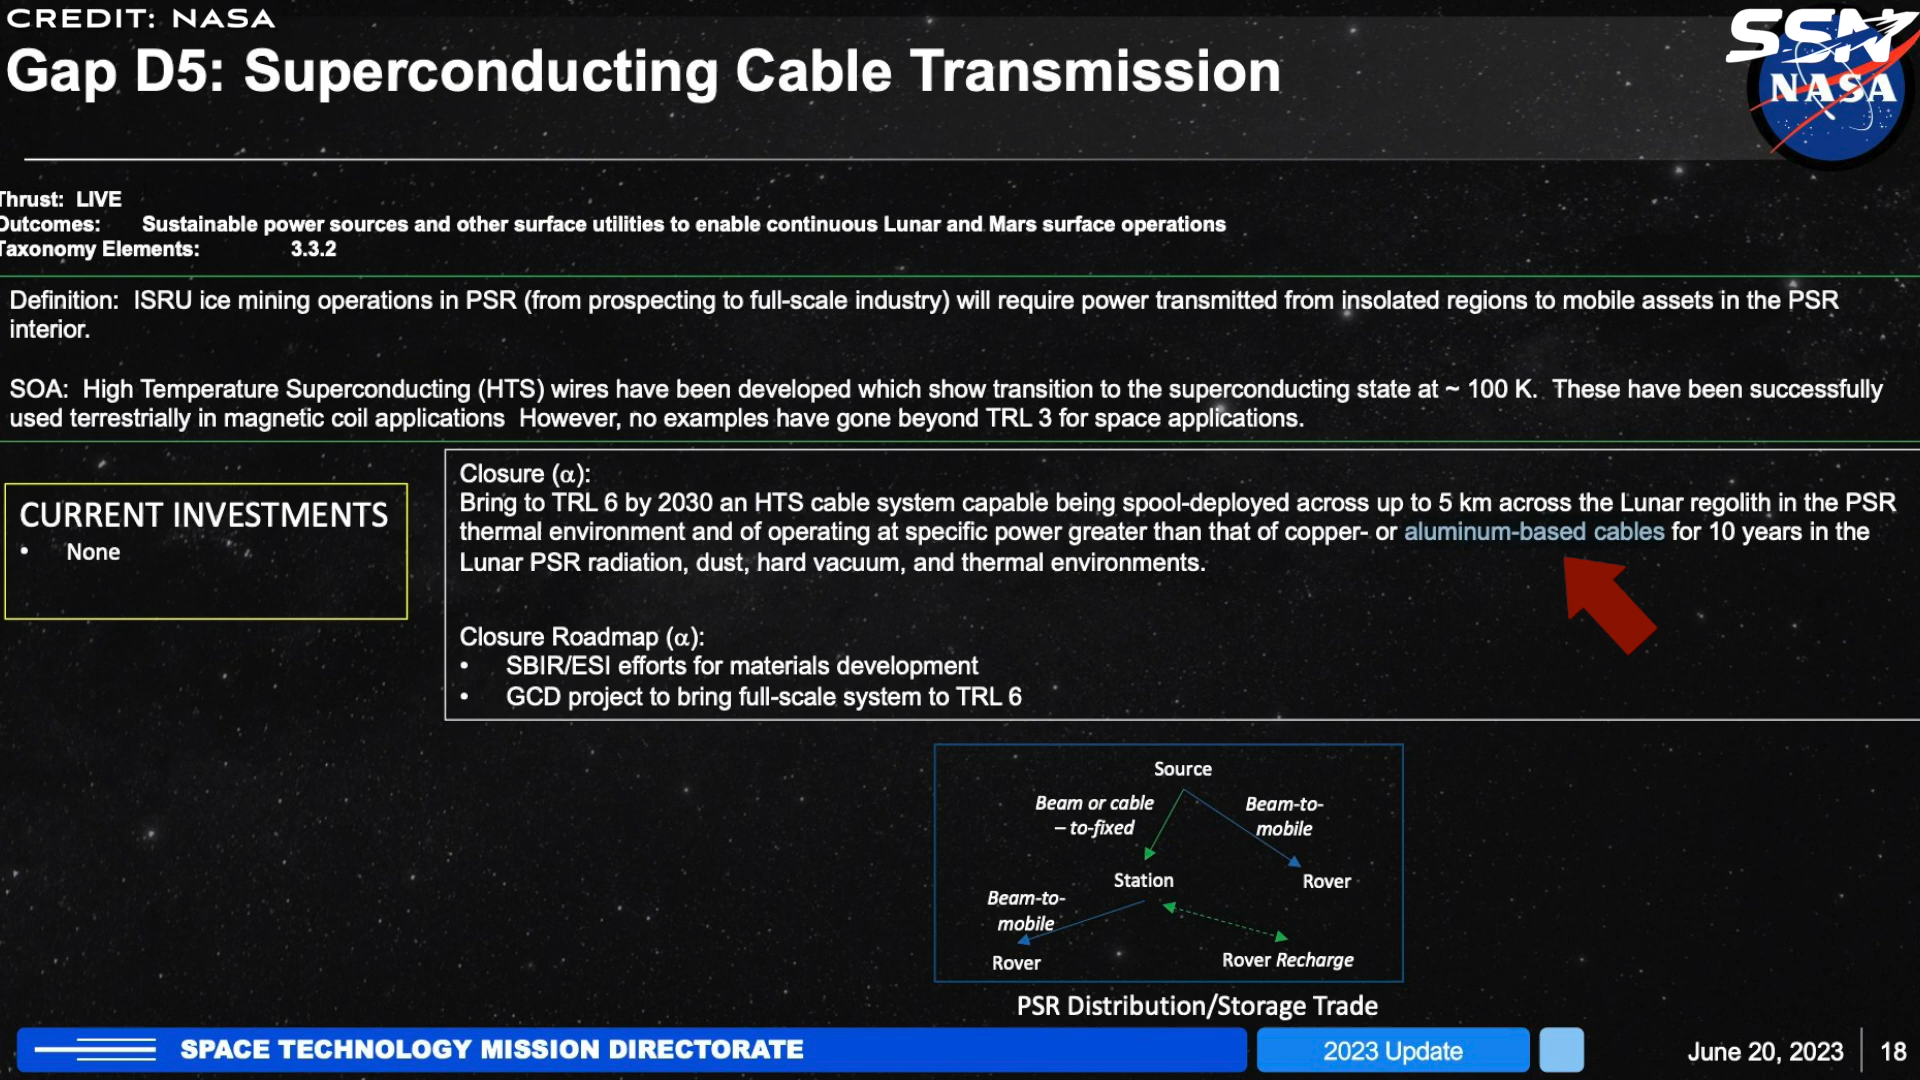 CREDIT: NASA
SSN
NASA
Gap D5: Superconducting Cable Transmission
Thrust: LIVE
Outcomes: Sustainable power sources and other surface utilities to enable continuous Lunar and Mars surface operations
Taxonomy Elements: 3.3.2
Definition: ISRU ice mining operations in PSR (from prospecting to full-scale industry) will require power transmitted from insolated regions to mobile assets in the PSR
interior.
SOA: High Temperature Superconducting (HTS) wires have been developed which show transition to the superconducting state at ~ 100 K. These have been successfully
used terrestrially in magnetic coil applications However, no examples have gone beyond TRL 3 for space applications.
CURRENT INVESTMENTS
• None
Closure (α):
Bring to TRL 6 by 2030 an HTS cable system capable being spool-deployed across up to 5 km across the Lunar regolith in the PSR
thermal environment and of operating at specific power greater than that of copper- or aluminum-based cables for 10 years in the
Lunar PSR radiation, dust, hard vacuum, and thermal environments.
Closure Roadmap (α):
• SBIR/ESI efforts for materials development
• GCD project to bring full-scale system to TRL 6
Source
Beam or cable
– to-fixed
Beam-to-
mobile
Station
Rover
Beam-to-
mobile
Rover
Rover Recharge
PSR Distribution/Storage Trade
SPACE TECHNOLOGY MISSION DIRECTORATE
2023 Update
June 20, 2023
18